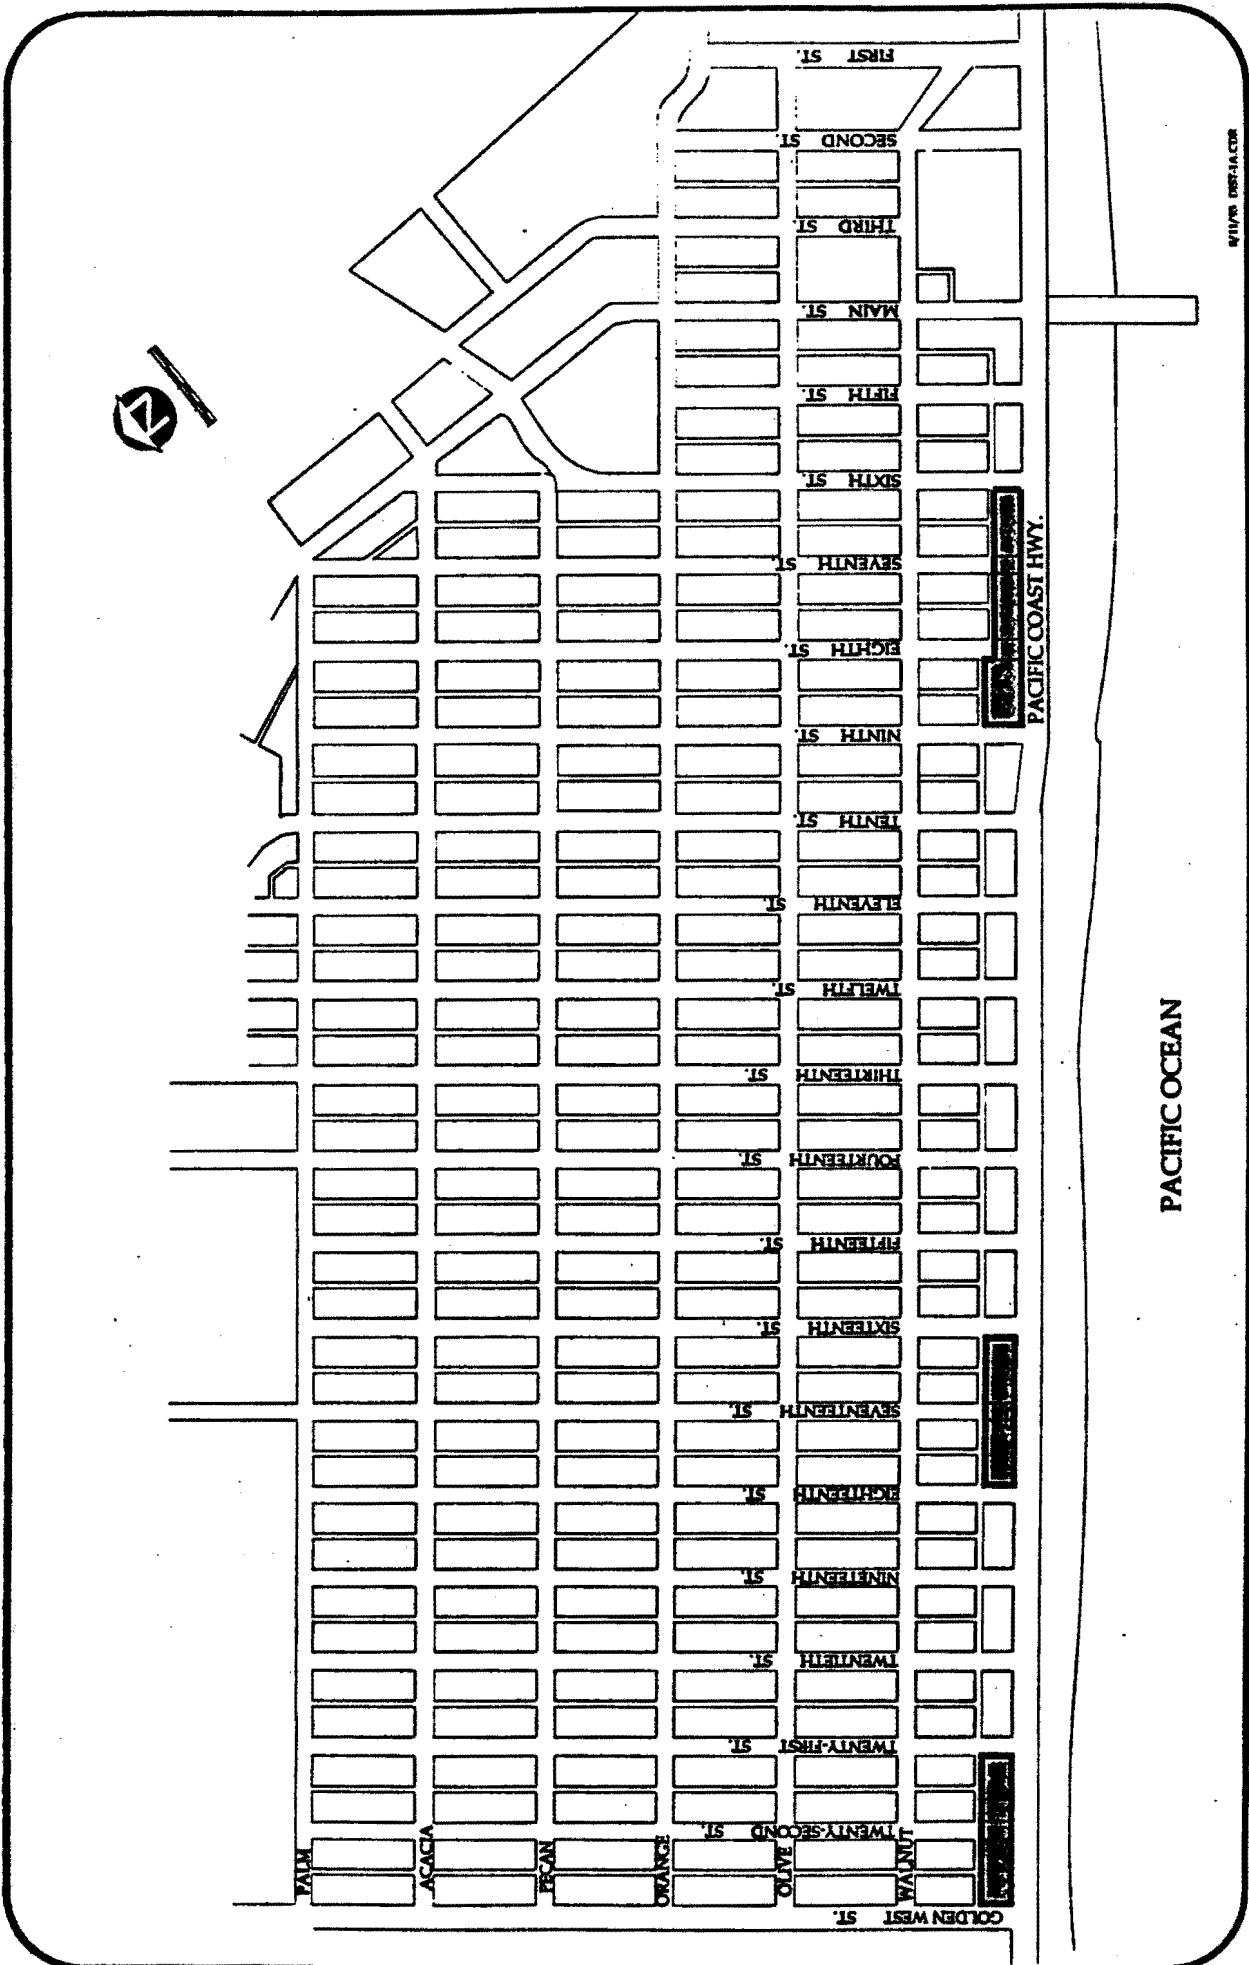 FIRST ST.
SECOND ST.
THIRD ST.
MAIN ST.
FIFTH ST.
SIXTH ST.
SEVENTH ST.
EIGHTH ST.
NINTH ST.
TENTH ST.
ELEVENTH ST.
TWELFTH ST.
THIRTEENTH ST.
FOURTEENTH ST.
FIFTEENTH ST.
SIXTEENTH ST.
SEVENTEENTH ST.
EIGHTEENTH ST.
NINETEENTH ST.
TWENTIETH ST.
TWENTY-FIRST ST.
TWENTY-SECOND ST.
GOLDEN WEST ST.
PALM
ACACIA
PECAN
ORANGE
OLIVE
WALNUT
PACIFIC COAST HWY.
PACIFIC OCEAN
N